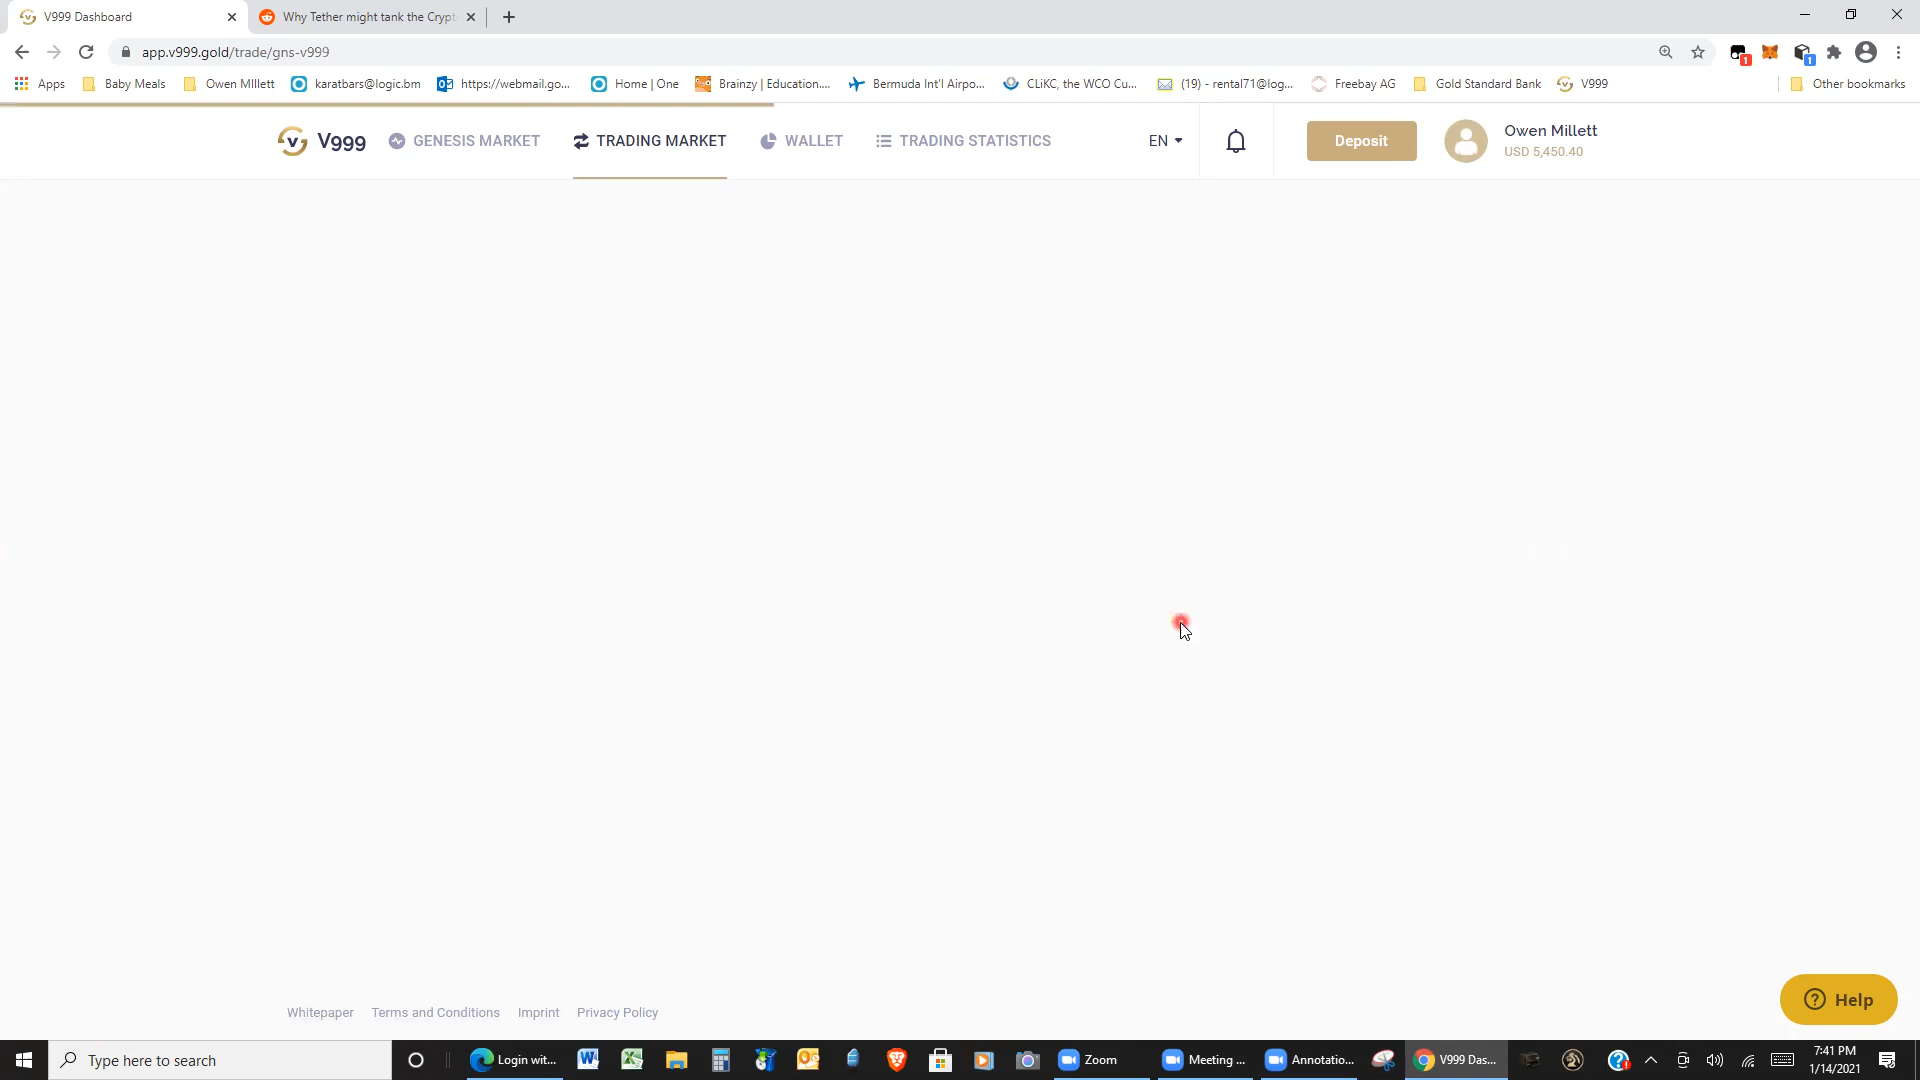 V999 Dashboard
Why Tether might tank the Crypt
app.v999.gold/trade/gns-v999
1
1
Apps
Baby Meals
Owen MIllett
karatbars@logic.bm
https://webmail.go...
Home | One
Brainzy | Education....
Bermuda Int'l Airpo...
CLiKC, the WCO Cu...
(19) - rental71@log...
Freebay AG
Gold Standard Bank
V999
Other bookmarks
V999
GENESIS MARKET
TRADING MARKET
WALLET
TRADING STATISTICS
EN
Deposit
Owen Millett
USD 5,450.40
Whitepaper
Terms and Conditions
Imprint
Privacy Policy
Help
Type here to search
Login wit...
Zoom
Meeting ...
Annotatio...
V999 Das...
7:41 PM
1/14/2021